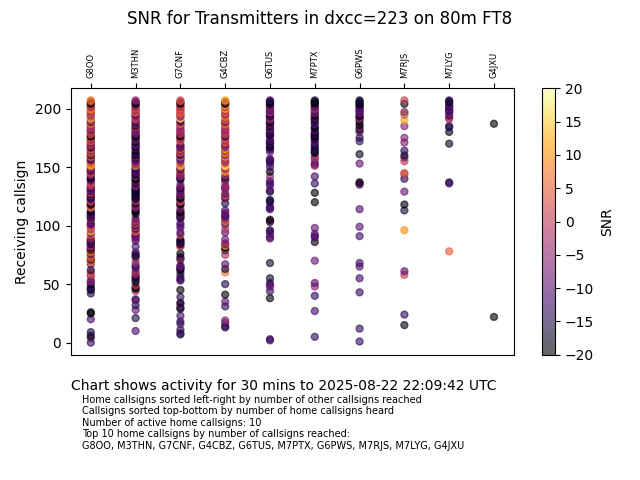 SNR for Transmitters in dxcc=223 on 80m FT8
G8OO M3THN G7CNF G4CBZ G6TUS M7PTX G6PWS M7RJS M7LYG G4JXU
200
150
100
50
0
Receiving callsign
20
15
10
5
0
−5
−10
−15
−20
SNR
Chart shows activity for 30 mins to 2025-08-22 22:09:42 UTC
Home callsigns sorted left-right by number of other callsigns reached
Callsigns sorted top-bottom by number of home callsigns heard
Number of active home callsigns: 10
Top 10 home callsigns by number of callsigns reached:
G8OO, M3THN, G7CNF, G4CBZ, G6TUS, M7PTX, G6PWS, M7RJS, M7LYG, G4JXU